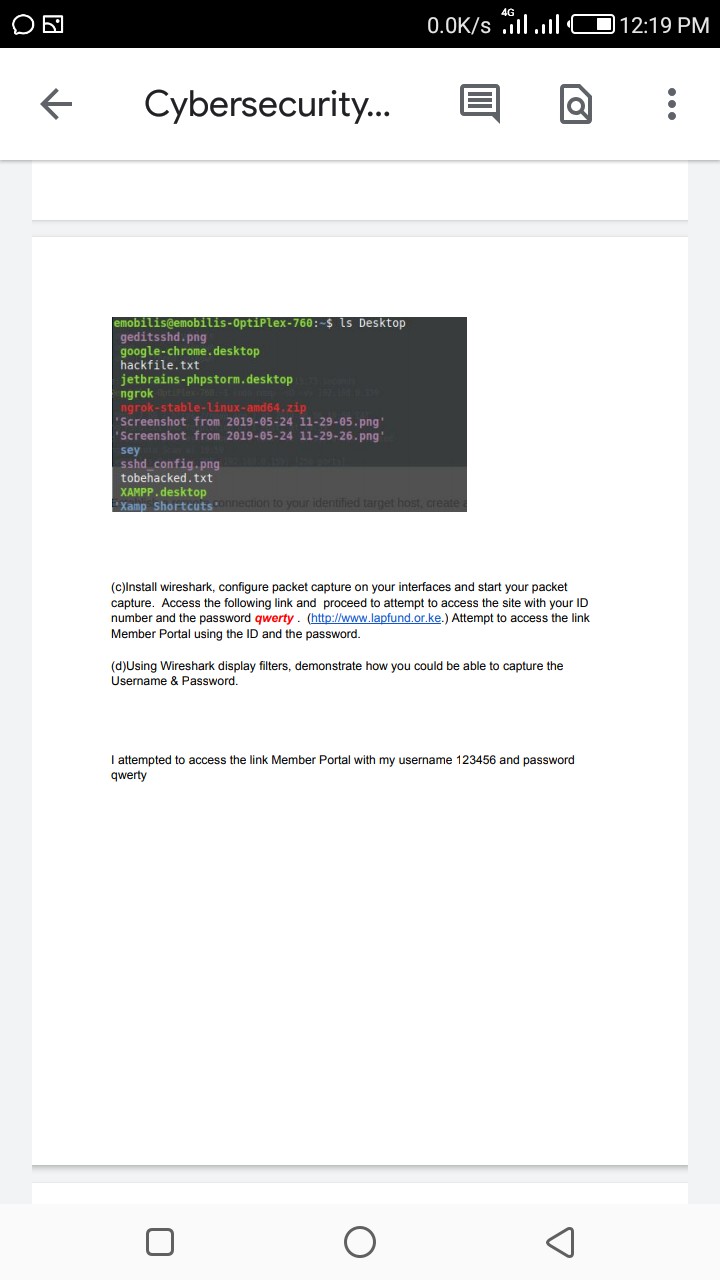 0.0K/s 4G 12:19 PM
Cybersecurity...
emobilis@emobilis-OptiPlex-760:~$ ls Desktop
geditsshd.png
google-chrome.desktop
hackfile.txt
jetbrains-phpstorm.desktop
ngrok
ngrok-stable-linux-amd64.zip
'Screenshot from 2019-05-24 11-29-05.png'
'Screenshot from 2019-05-24 11-29-26.png'
sey
sshd_config.png
tobehacked.txt
XAMPP.desktop
'Xamp Shortcuts'
connection to your identified target host, create
(c)Install wireshark, configure packet capture on your interfaces and start your packet
capture. Access the following link and proceed to attempt to access the site with your ID
number and the password qwerty . (http://www.lapfund.or.ke.) Attempt to access the link
Member Portal using the ID and the password.
(d)Using Wireshark display filters, demonstrate how you could be able to capture the
Username & Password.
I attempted to access the link Member Portal with my username 123456 and password
qwerty